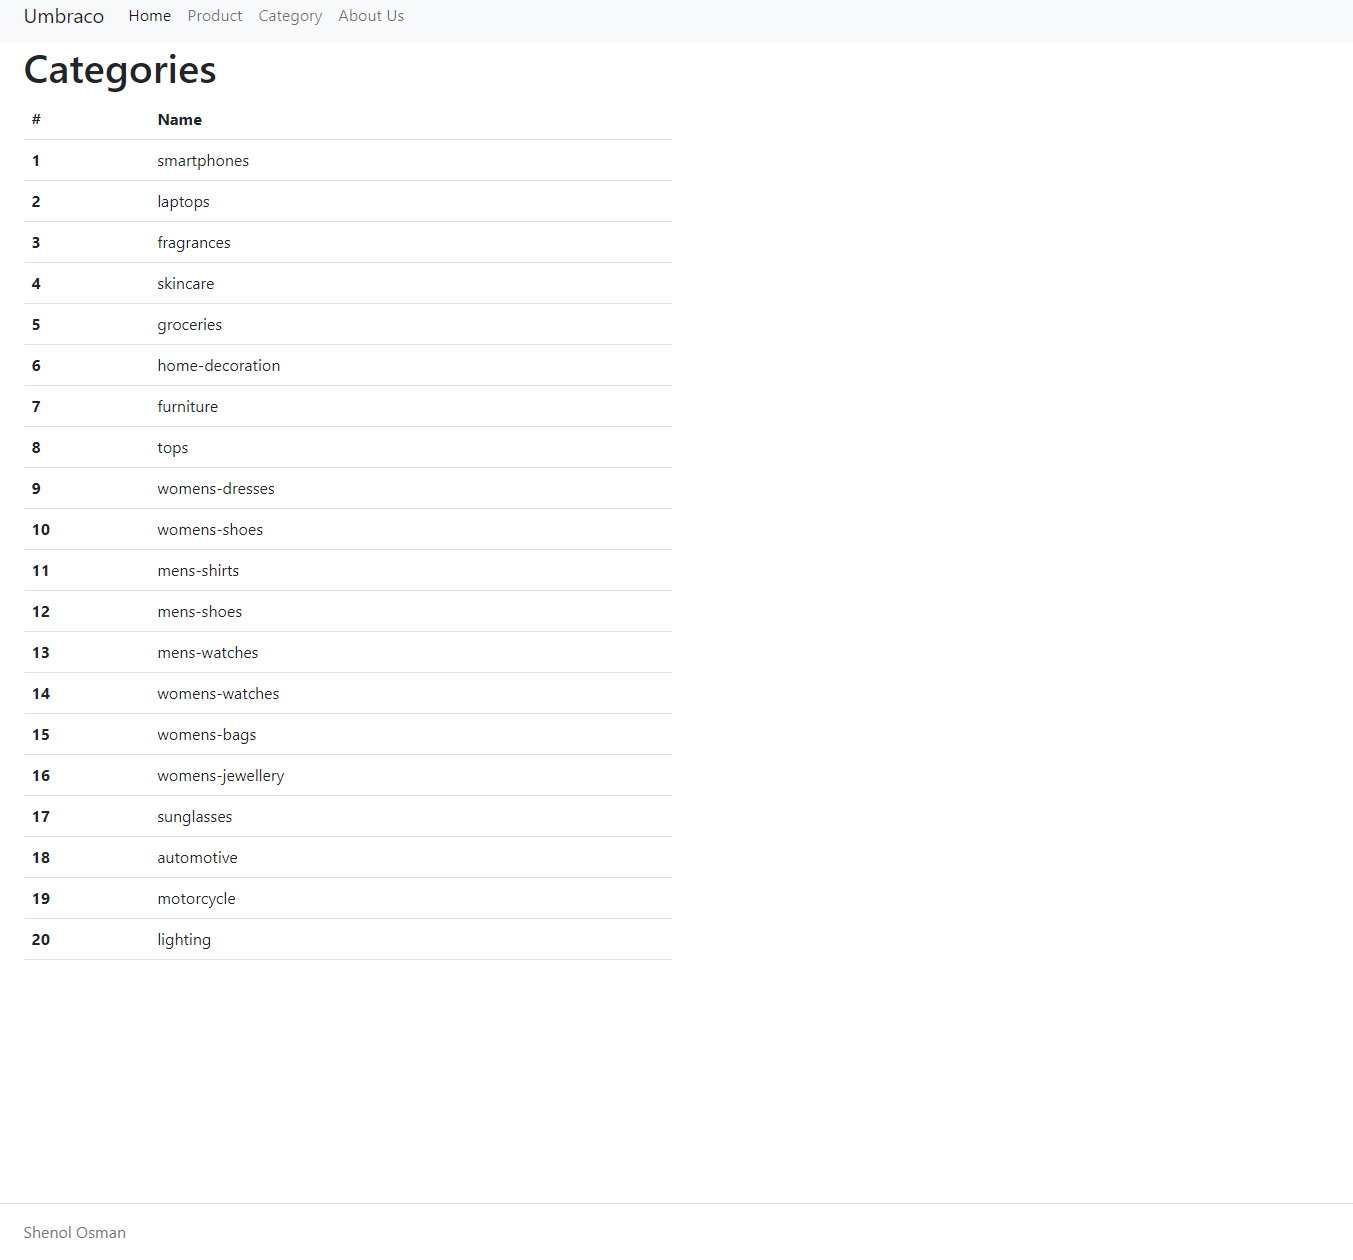 Umbraco Home Product Category About Us
Categories
# Name
1 smartphones
2 laptops
3 fragrances
4 skincare
5 groceries
6 home-decoration
7 furniture
8 tops
9 womens-dresses
10 womens-shoes
11 mens-shirts
12 mens-shoes
13 mens-watches
14 womens-watches
15 womens-bags
16 womens-jewellery
17 sunglasses
18 automotive
19 motorcycle
20 lighting
Shenol Osman